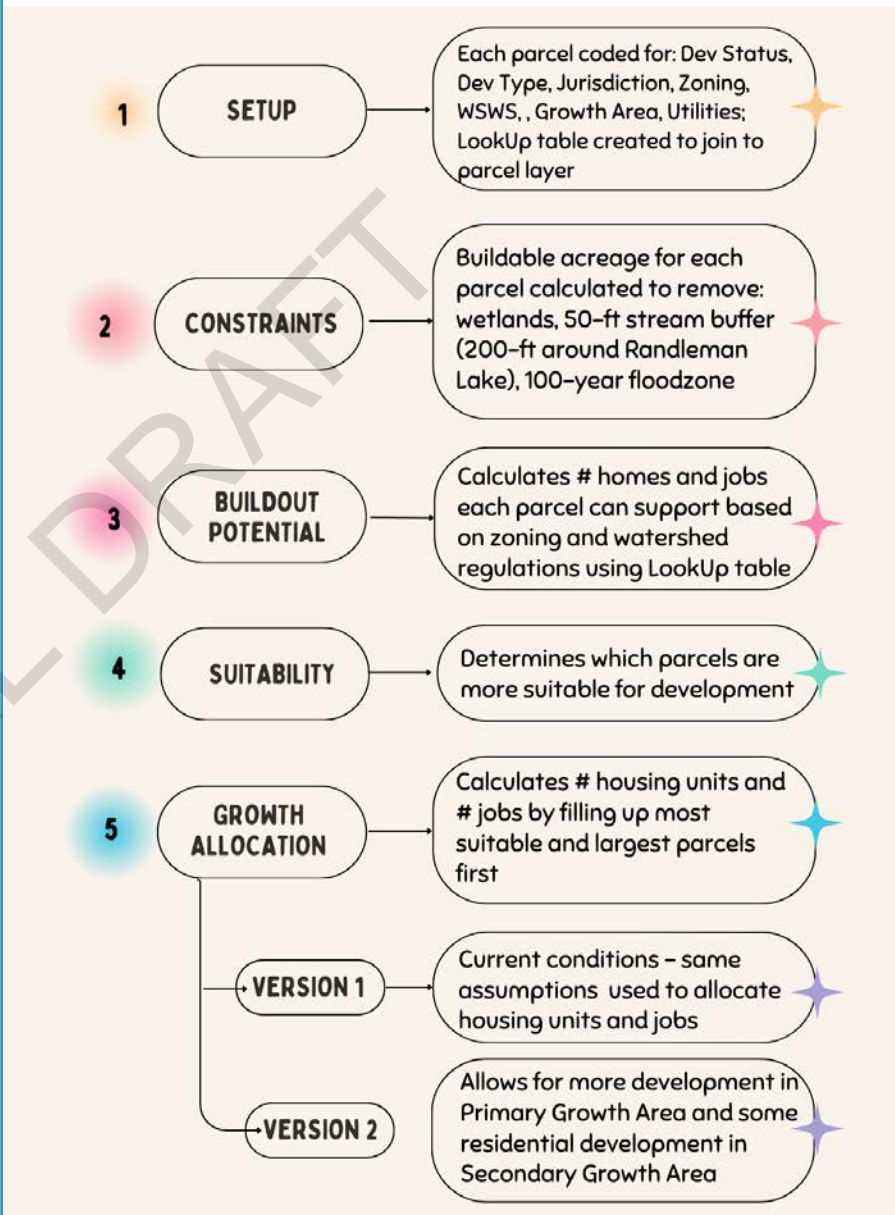 1
SETUP
Each parcel coded for: Dev Status,
Dev Type, Jurisdiction, Zoning,
WSWS, , Growth Area, Utilities;
LookUp table created to join to
parcel layer
2
CONSTRAINTS
Buildable acreage for each
parcel calculated to remove:
wetlands, 50-ft stream buffer
(200-ft around Randleman
Lake), 100-year floodzone
3
BUILDOUT
POTENTIAL
Calculates # homes and jobs
each parcel can support based
on zoning and watershed
regulations using LookUp table
4
SUITABILITY
Determines which parcels are
more suitable for development
5
GROWTH
ALLOCATION
Calculates # housing units and
# jobs by filling up most
suitable and largest parcels
first
VERSION 1
Current conditions - same
assumptions used to allocate
housing units and jobs
VERSION 2
Allows for more development in
Primary Growth Area and some
residential development in
Secondary Growth Area
DRAFT